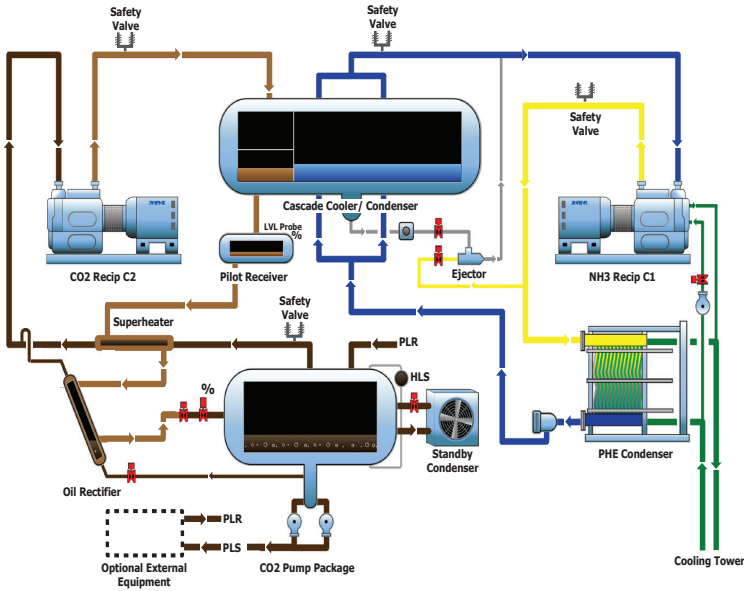 Safety
Valve
Safety
Valve
Cascade Cooler/ Condenser
LVL Probe
%
CO2 Recip C2
Pilot Receiver
Ejector
NH3 Recip C1
Superheater
Safety
Valve
PLR
%
HLS
Standby
Condenser
PHE Condenser
Oil Rectifier
PLR
PLS
Optional External
Equipment
CO2 Pump Package
Cooling Tower